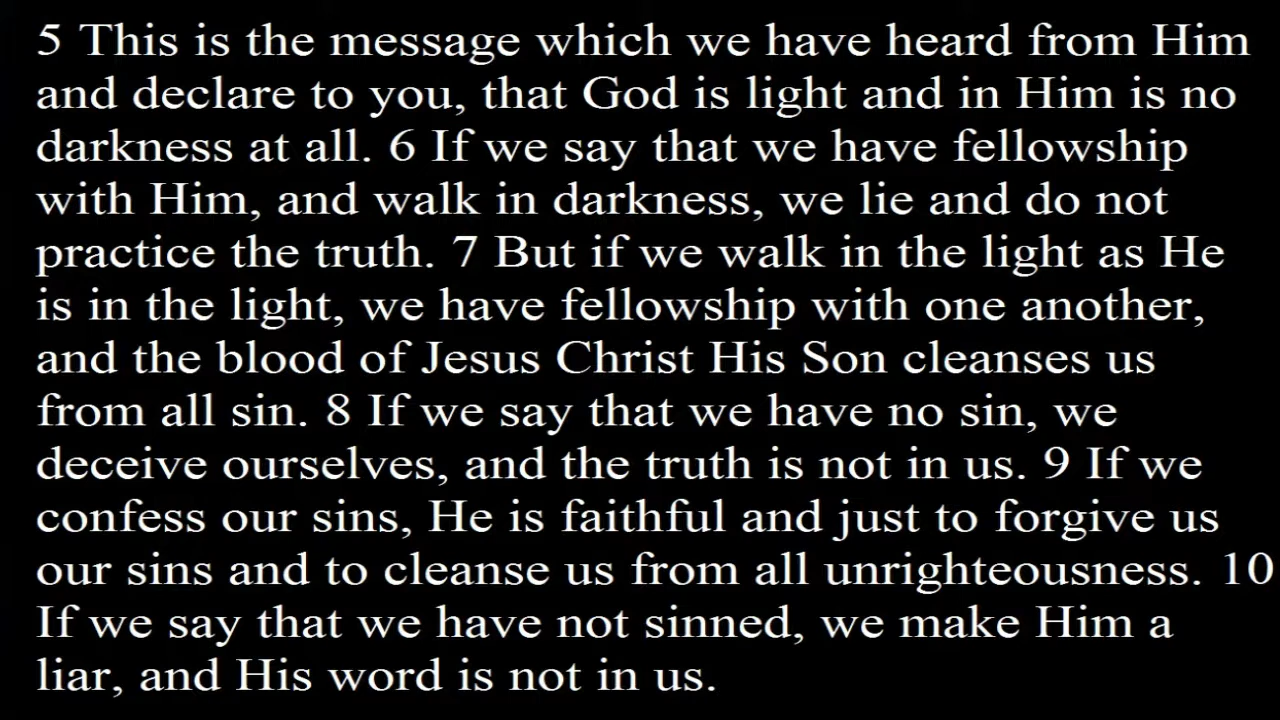 5 This is the message which we have heard from Him
and declare to you, that God is light and in Him is no
darkness at all. 6 If we say that we have fellowship
with Him, and walk in darkness, we lie and do not
practice the truth. 7 But if we walk in the light as He
is in the light, we have fellowship with one another,
and the blood of Jesus Christ His Son cleanses us
from all sin. 8 If we say that we have no sin, we
deceive ourselves, and the truth is not in us. 9 If we
confess our sins, He is faithful and just to forgive us
our sins and to cleanse us from all unrighteousness. 10
If we say that we have not sinned, we make Him a
liar, and His word is not in us.